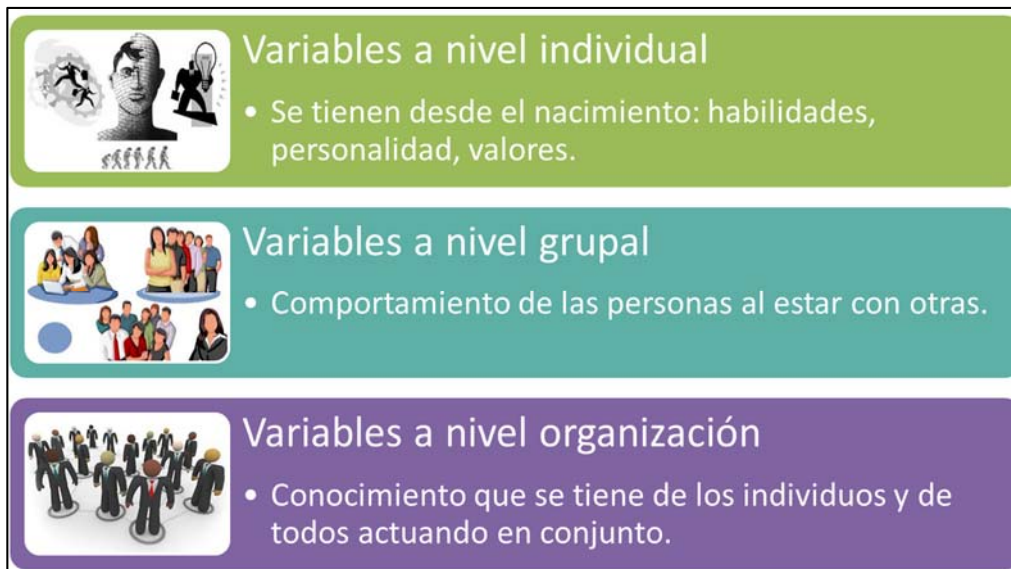 Variables a nivel individual
• Se tienen desde el nacimiento: habilidades,
personalidad, valores.
Variables a nivel grupal
• Comportamiento de las personas al estar con otras.
Variables a nivel organización
• Conocimiento que se tiene de los individuos y de
todos actuando en conjunto.